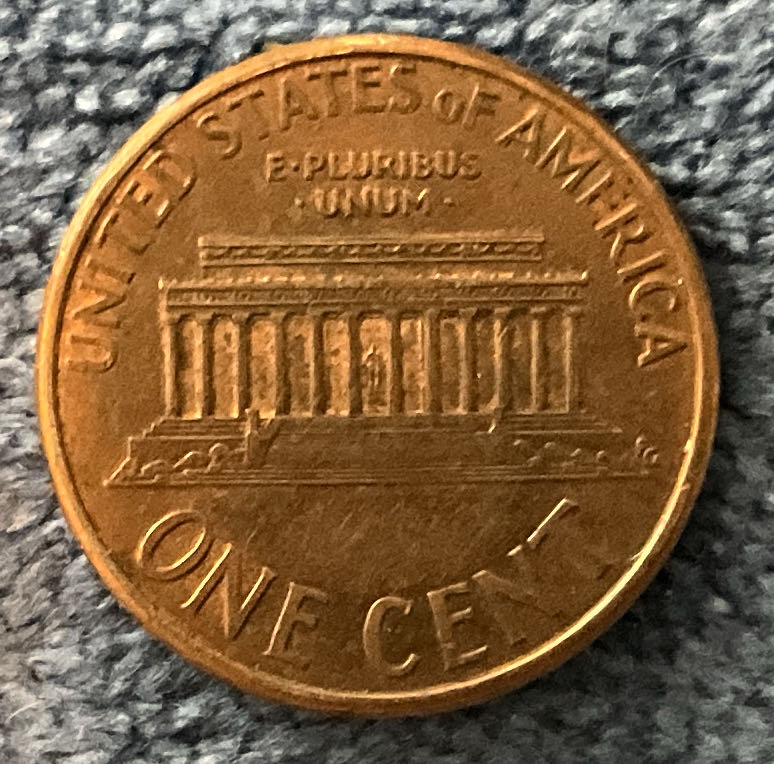 UNITED STATES OF AMERICA
E·PLURIBUS
·UNUM·
ONE CENT